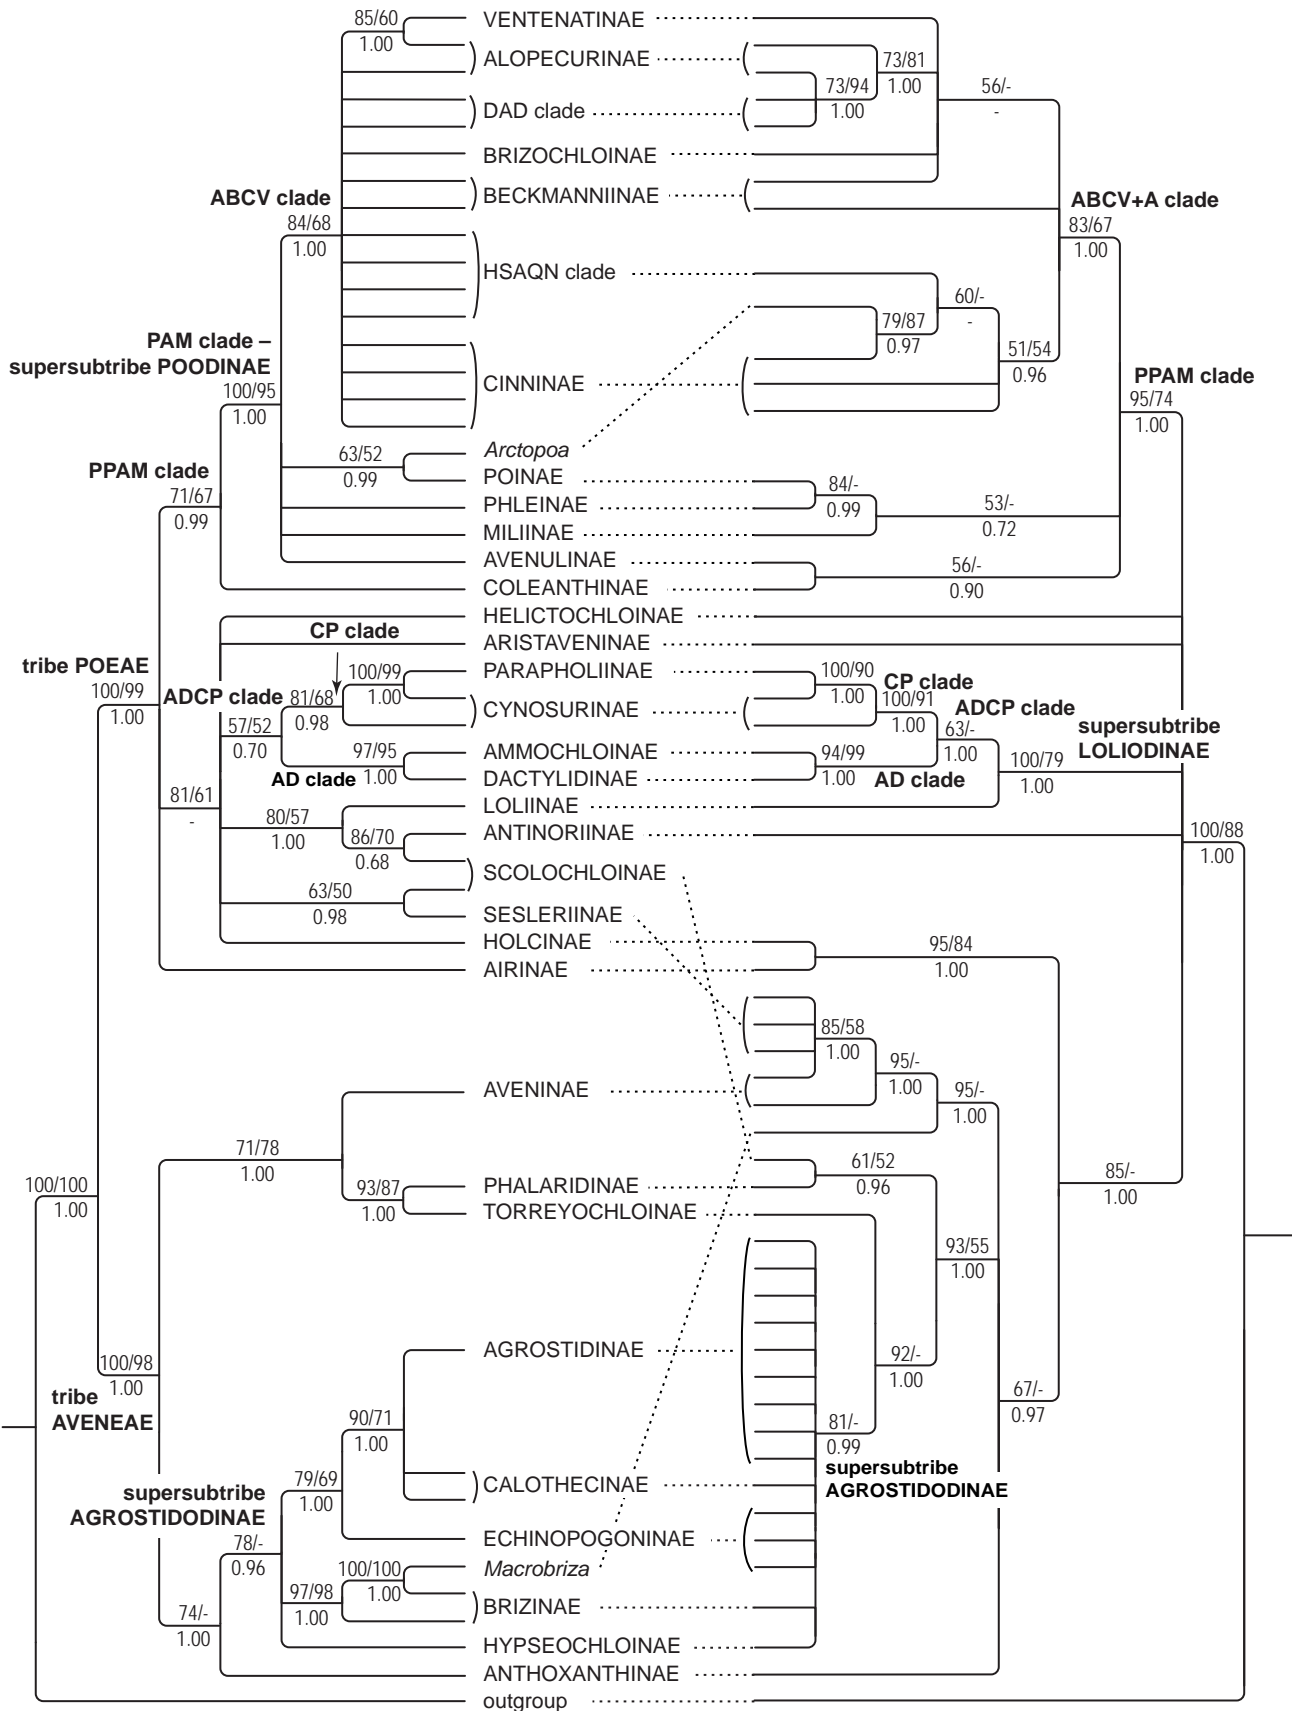 85/60
1.00
VENTENATINAE
ALOPECURINAE
73/81
1.00
73/94
1.00
56/-
-
DAD clade
BRIZOCHLOINAE
BECKMANNIINAE
ABCV clade
84/68
1.00
ABCV+A clade
83/67
1.00
HSAQN clade
60/-
-
79/87
0.97
51/54
0.96
PAM clade –
supersubtribe POODINAE
100/95
1.00
CINNINAE
PPAM clade
95/74
1.00
Arctopoa
63/52
0.99
POINAE
PPAM clade
71/67
0.99
84/-
0.99
PHLEINAE
53/-
0.72
MILIINAE
AVENULINAE
56/-
0.90
COLEANTHINAE
HELICTOCHLOINAE
CP clade
ARISTAVENINAE
tribe POEAE
100/99
1.00
PARAPHOLIINAE
100/99
1.00
100/90
1.00
CP clade
100/91
1.00
ADCP clade
81/68
0.98
CYNOSURINAE
ADCP clade
63/-
1.00
57/52
0.70
supersubtribe
LOLIODINAE
100/79
1.00
97/95
1.00
AD clade
AMMOCHLOINAE
94/99
1.00
AD clade
DACTYLIDINAE
81/61
-
LOLIINAE
80/57
1.00
ANTINORIINAE
86/70
0.68
100/88
1.00
SCOLOCHLOINAE
63/50
0.98
SESLERIINAE
HOLCINAE
95/84
1.00
AIRINAE
85/58
1.00
95/-
1.00
95/-
1.00
AVENINAE
71/78
1.00
61/52
0.96
85/-
1.00
100/100
1.00
93/87
1.00
PHALARIDINAE
TORREYOCHLOINAE
93/55
1.00
AGROSTIDINAE
100/98
1.00
92/-
1.00
tribe
AVENEAE
67/-
0.97
90/71
1.00
81/-
0.99
supersubtribe
AGROSTIDODINAE
79/69
1.00
CALOTHECINAE
supersubtribe
AGROSTIDODINAE
78/-
0.96
ECHINOPOGONINAE
Macrobriza
100/100
1.00
97/98
1.00
BRIZINAE
74/-
1.00
HYPSEOCHLOINAE
ANTHOXANTHINAE
outgroup